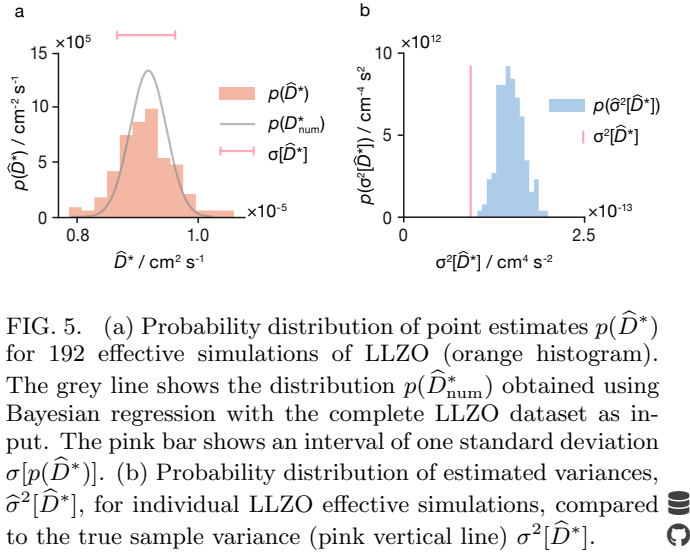 a
×10⁵
15
10
5
0
p(D̂*) / cm⁻² s⁻¹
p(D̂*)
p(D*num)
σ[D̂*]
×10⁻⁵
0.8
1.0
D̂* / cm² s⁻¹
b
×10¹²
10
5
0
p(σ²[D̂*]) / cm⁻⁴ s²
p(σ̂²[D̂*])
σ²[D̂*]
×10⁻¹³
0
2.5
σ²[D̂*] / cm⁴ s⁻²
FIG. 5. (a) Probability distribution of point estimates p(D̂*)
for 192 effective simulations of LLZO (orange histogram).
The grey line shows the distribution p(D̂*num) obtained using
Bayesian regression with the complete LLZO dataset as in-
put. The pink bar shows an interval of one standard deviation
σ[p(D̂*)]. (b) Probability distribution of estimated variances,
σ̂²[D̂*], for individual LLZO effective simulations, compared
to the true sample variance (pink vertical line) σ²[D̂*].